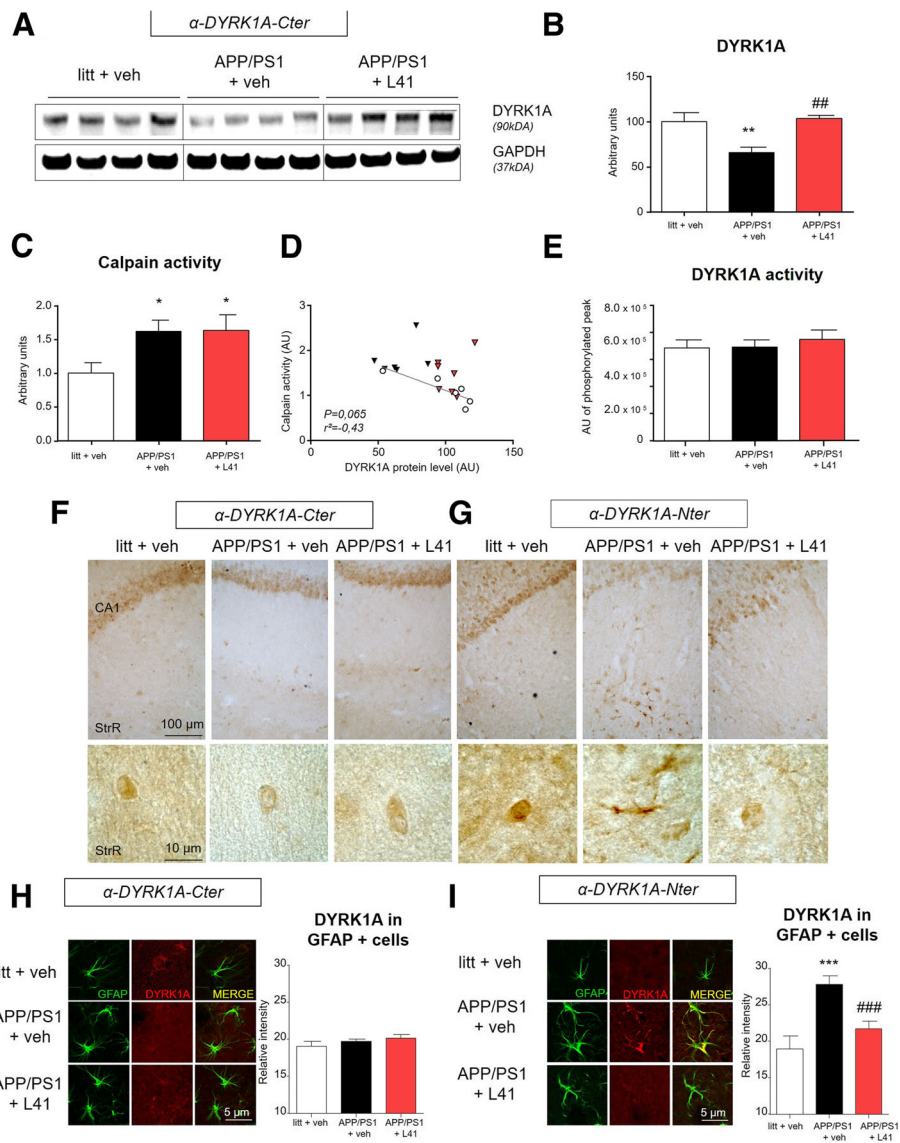 A
α-DYRK1A-Cter
litt + veh
APP/PS1
+ veh
APP/PS1
+ L41
DYRK1A
(90kDA)
GAPDH
(37kDA)
B
DYRK1A
Arbitrary units
150
100
50
0
**
##
litt + veh
APP/PS1
+ veh
APP/PS1
+ L41
C
Calpain activity
Arbitrary units
2.0
1.5
1.0
0.5
0.0
*
*
litt + veh
APP/PS1
+ veh
APP/PS1
+ L41
D
Calpain activity (AU)
3
2
1
0
P=0,065
r²=-0,43
0
50
100
150
DYRK1A protein level (AU)
E
DYRK1A activity
AU of phosphorylated peak
8.0 x 10⁵
6.0 x 10⁵
4.0 x 10⁵
2.0 x 10⁵
0
litt + veh
APP/PS1
+ veh
APP/PS1
+ L41
F
α-DYRK1A-Cter
litt + veh
APP/PS1 + veh
APP/PS1 + L41
CA1
StrR
100 µm
StrR
10 µm
G
α-DYRK1A-Nter
litt + veh
APP/PS1 + veh
APP/PS1 + L41
H
α-DYRK1A-Cter
litt + veh
APP/PS1
+ veh
APP/PS1
+ L41
GFAP
DYRK1A
MERGE
5 µm
DYRK1A in
GFAP + cells
Relative intensity
30
20
10
litt + veh
APP/PS1
+ veh
APP/PS1
+ L41
I
α-DYRK1A-Nter
litt + veh
APP/PS1
+ veh
APP/PS1
+ L41
GFAP
DYRK1A
MERGE
5 µm
DYRK1A in
GFAP + cells
Relative intensity
30
20
10
***
###
litt + veh
APP/PS1
+ veh
APP/PS1
+ L41